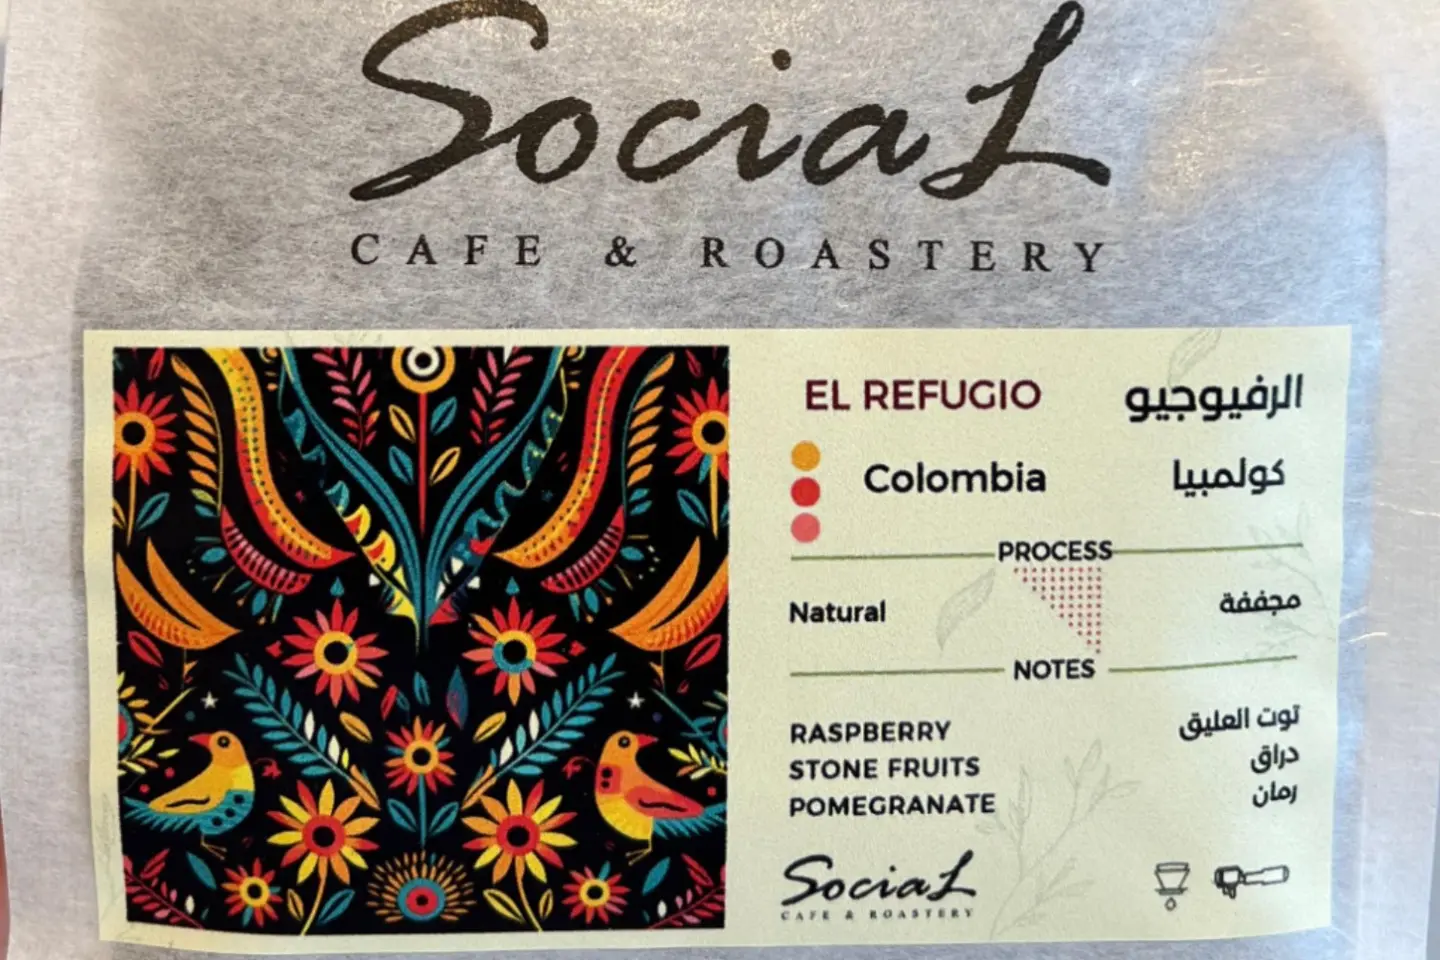 Social
CAFE & ROASTERY
EL REFUGIO الرفيوجيو
Colombia كولمبيا
PROCESS
Natural مجففة
NOTES
RASPBERRY توت العليق
STONE FRUITS دراق
POMEGRANATE رمان
Social
CAFE & ROASTERY